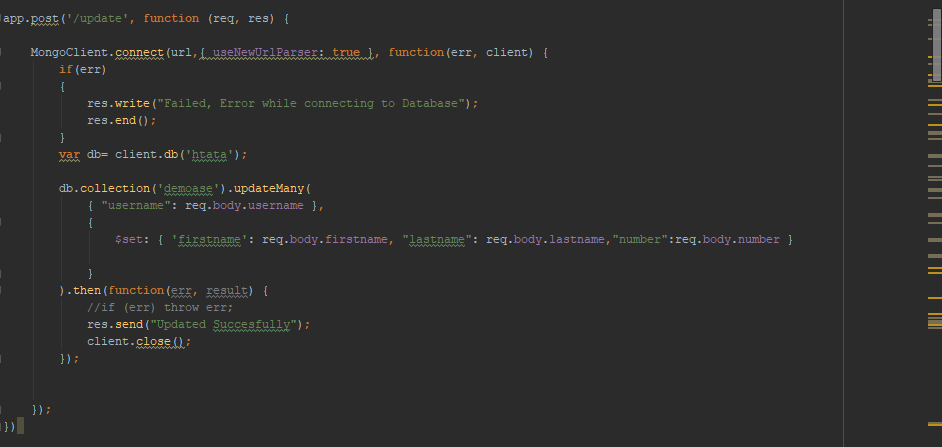 app.post('/update', function (req, res) {
MongoClient.connect(url,{ useNewUrlParser: true }, function(err, client) {
if(err)
{
res.write("Failed, Error while connecting to Database");
res.end();
}
var db= client.db('htata');
db.collection('demoase').updateMany(
{ "username": req.body.username },
{
$set: { 'firstname': req.body.firstname, "lastname": req.body.lastname,"number":req.body.number }
}
).then(function(err, result) {
//if (err) throw err;
res.send("Updated Succesfully");
client.close();
});
});
})